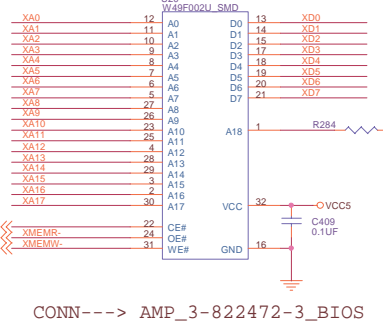 W49F002U_SMD
XA0 12 A0 D0 13 XD0
XA1 11 A1 D1 14 XD1
XA2 10 A2 D2 15 XD2
XA3 9 A3 D3 17 XD3
XA4 8 A4 D4 18 XD4
XA5 7 A5 D5 19 XD5
XA6 6 A6 D6 20 XD6
XA7 5 A7 D7 21 XD7
XA8 27 A8
XA9 26 A9
XA10 23 A10 A18 1 R284
XA11 25 A11
XA12 4 A12
XA13 28 A13
XA14 29 A14
XA15 3 A15
XA16 2 A16
XA17 30 A17 VCC 32 VCC5
22 CE#
XMEMR- 24 OE#
XMEMW- 31 WE# GND 16
C409
0.1UF
CONN---> AMP_3-822472-3_BIOS